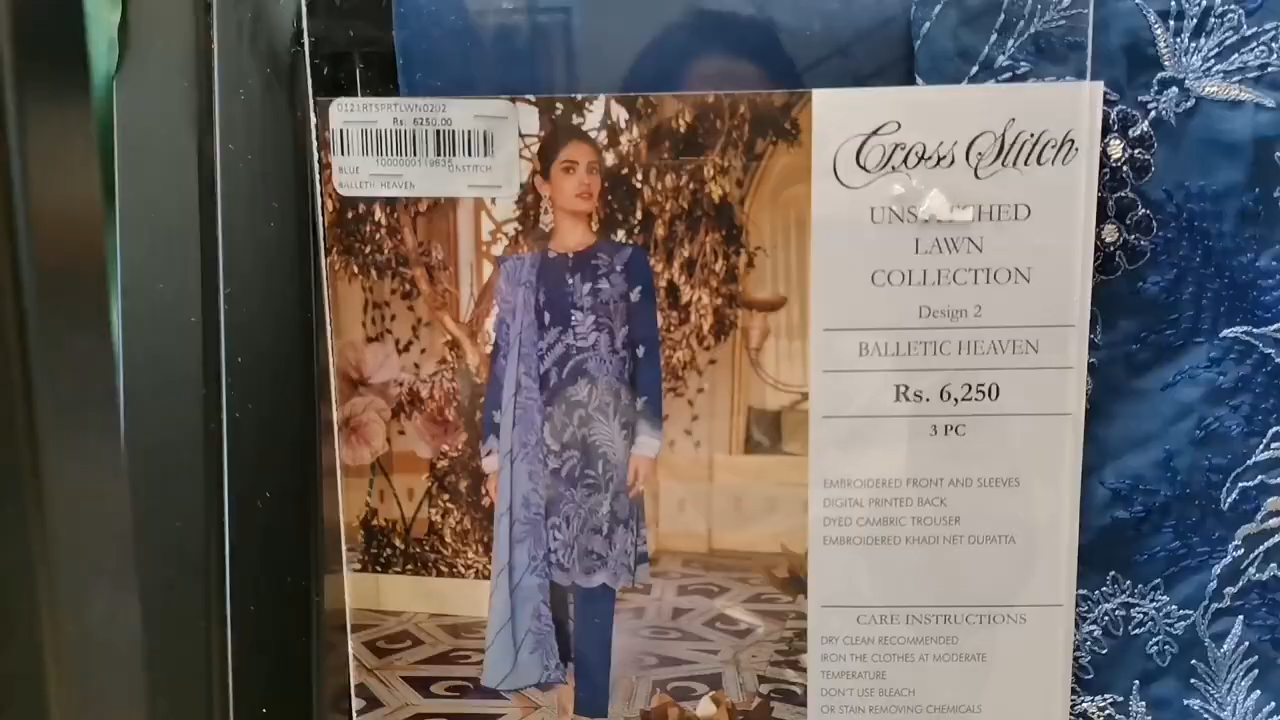 0121RTSPRTLWN0202
Rs. 6250.00
1000000119635
BLUE UNSTITCH
BALLETIC HEAVEN
Cross Stitch
UNSTITCHED
LAWN
COLLECTION
Design 2
BALLETIC HEAVEN
Rs. 6,250
3 PC
EMBROIDERED FRONT AND SLEEVES
DIGITAL PRINTED BACK
DYED CAMBRIC TROUSER
EMBROIDERED KHADI NET DUPATTA
CARE INSTRUCTIONS
DRY CLEAN RECOMMENDED
IRON THE CLOTHES AT MODERATE
TEMPERATURE
DON'T USE BLEACH
OR STAIN REMOVING CHEMICALS